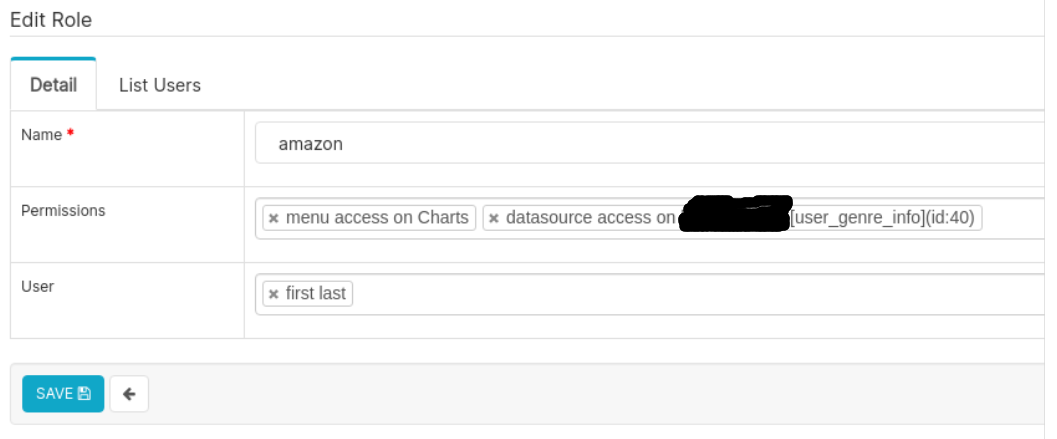 Edit Role
Detail List Users
Name *
amazon
Permissions
× menu access on Charts × datasource access on [user_genre_info](id:40)
User
× first last
SAVE